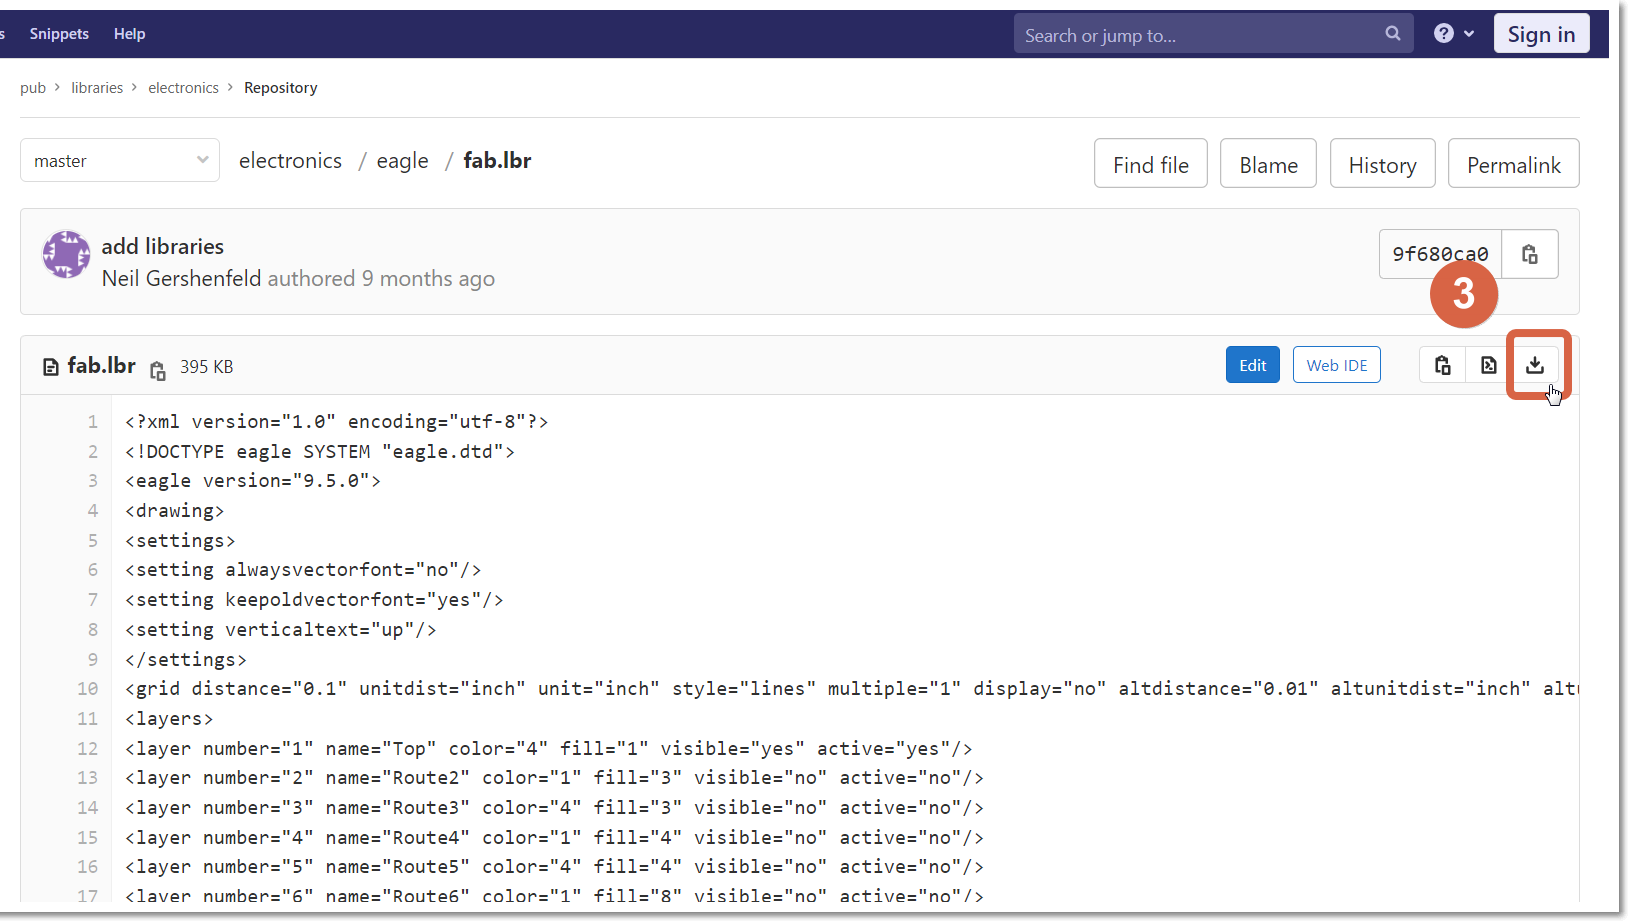 s Snippets Help Search or jump to... ? Sign in
pub › libraries › electronics › Repository
master electronics / eagle / fab.lbr Find file Blame History Permalink
add libraries
Neil Gershenfeld authored 9 months ago
9f680ca0
3
fab.lbr 395 KB Edit Web IDE
1 <?xml version="1.0" encoding="utf-8"?>
2 <!DOCTYPE eagle SYSTEM "eagle.dtd">
3 <eagle version="9.5.0">
4 <drawing>
5 <settings>
6 <setting alwaysvectorfont="no"/>
7 <setting keepoldvectorfont="yes"/>
8 <setting verticaltext="up"/>
9 </settings>
10 <grid distance="0.1" unitdist="inch" unit="inch" style="lines" multiple="1" display="no" altdistance="0.01" altunitdist="inch" alt
11 <layers>
12 <layer number="1" name="Top" color="4" fill="1" visible="yes" active="yes"/>
13 <layer number="2" name="Route2" color="1" fill="3" visible="no" active="no"/>
14 <layer number="3" name="Route3" color="4" fill="3" visible="no" active="no"/>
15 <layer number="4" name="Route4" color="1" fill="4" visible="no" active="no"/>
16 <layer number="5" name="Route5" color="4" fill="4" visible="no" active="no"/>
17 <layer number="6" name="Route6" color="1" fill="8" visible="no" active="no"/>